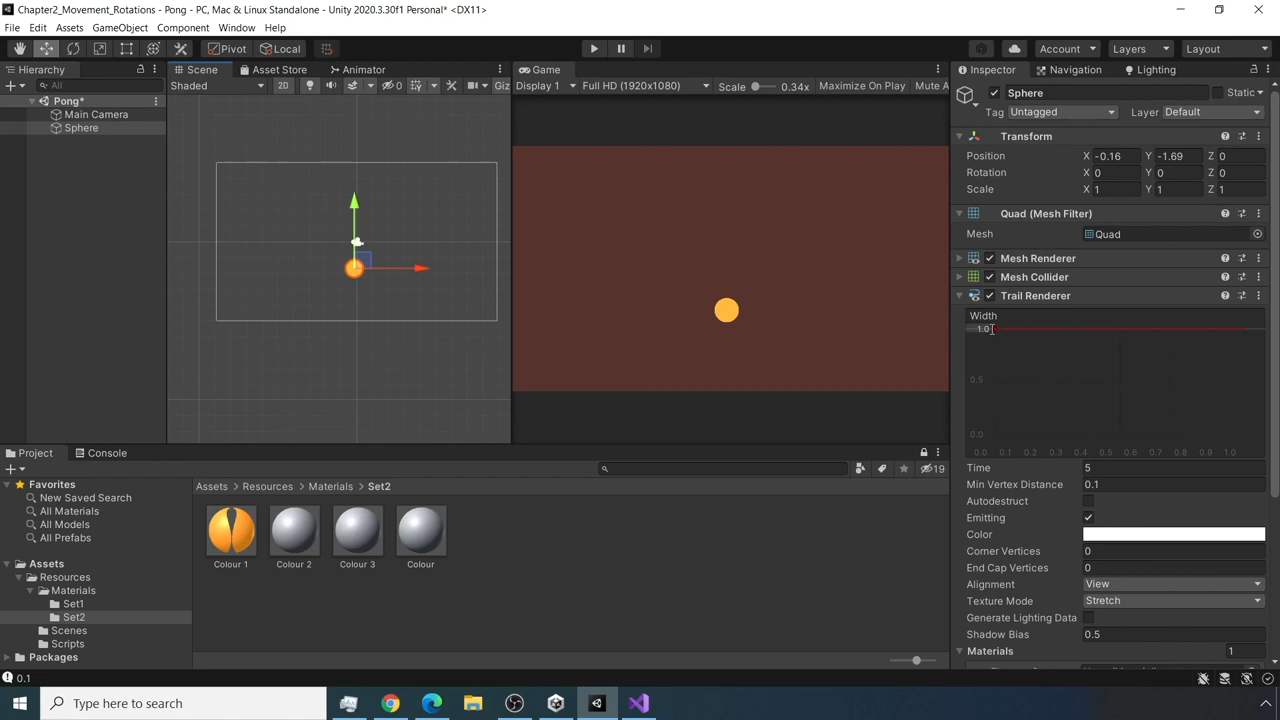 Chapter2_Movement_Rotations - Pong - PC, Mac & Linux Standalone - Unity 2020.3.30f1 Personal* <DX11>
File Edit Assets GameObject Component Window Help
Pivot Local Account Layers Layout
Hierarchy Scene Asset Store Animator Game Inspector Navigation Lighting
All Shaded 2D 0 Giz Display 1 Full HD (1920x1080) Scale 0.34x Maximize On Play Mute A Sphere Static
Pong*
Main Camera
Sphere
Tag Untagged Layer Default
Transform
Position X -0.16 Y -1.69 Z 0
Rotation X 0 Y 0 Z 0
Scale X 1 Y 1 Z 1
Quad (Mesh Filter)
Mesh Quad
Mesh Renderer
Mesh Collider
Trail Renderer
Width
1.0
0.5
0.0
0.0 0.1 0.2 0.3 0.4 0.5 0.6 0.7 0.8 0.9 1.0
Time 5
Min Vertex Distance 0.1
Autodestruct
Emitting
Color
Corner Vertices 0
End Cap Vertices 0
Alignment View
Texture Mode Stretch
Generate Lighting Data
Shadow Bias 0.5
Materials 1
Project Console
19
Favorites
New Saved Search
All Materials
All Models
All Prefabs
Assets
Resources
Materials
Set1
Set2
Scenes
Scripts
Packages
Assets > Resources > Materials > Set2
Colour 1 Colour 2 Colour 3 Colour
0.1
Type here to search